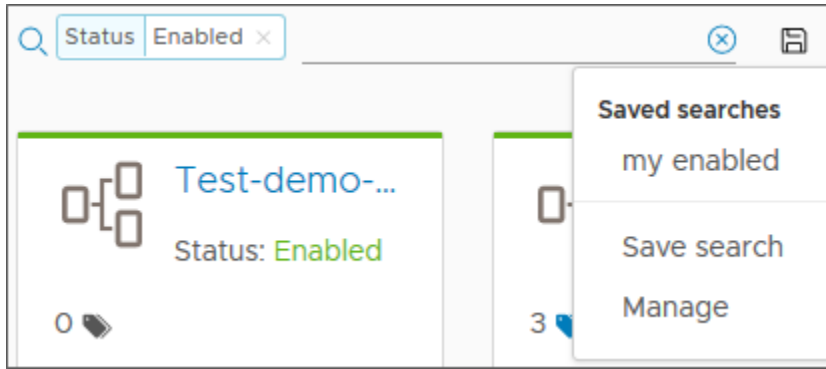 Status Enabled ×
Saved searches
my enabled
Test-demo-...
Status: Enabled
Save search
Manage
0
3